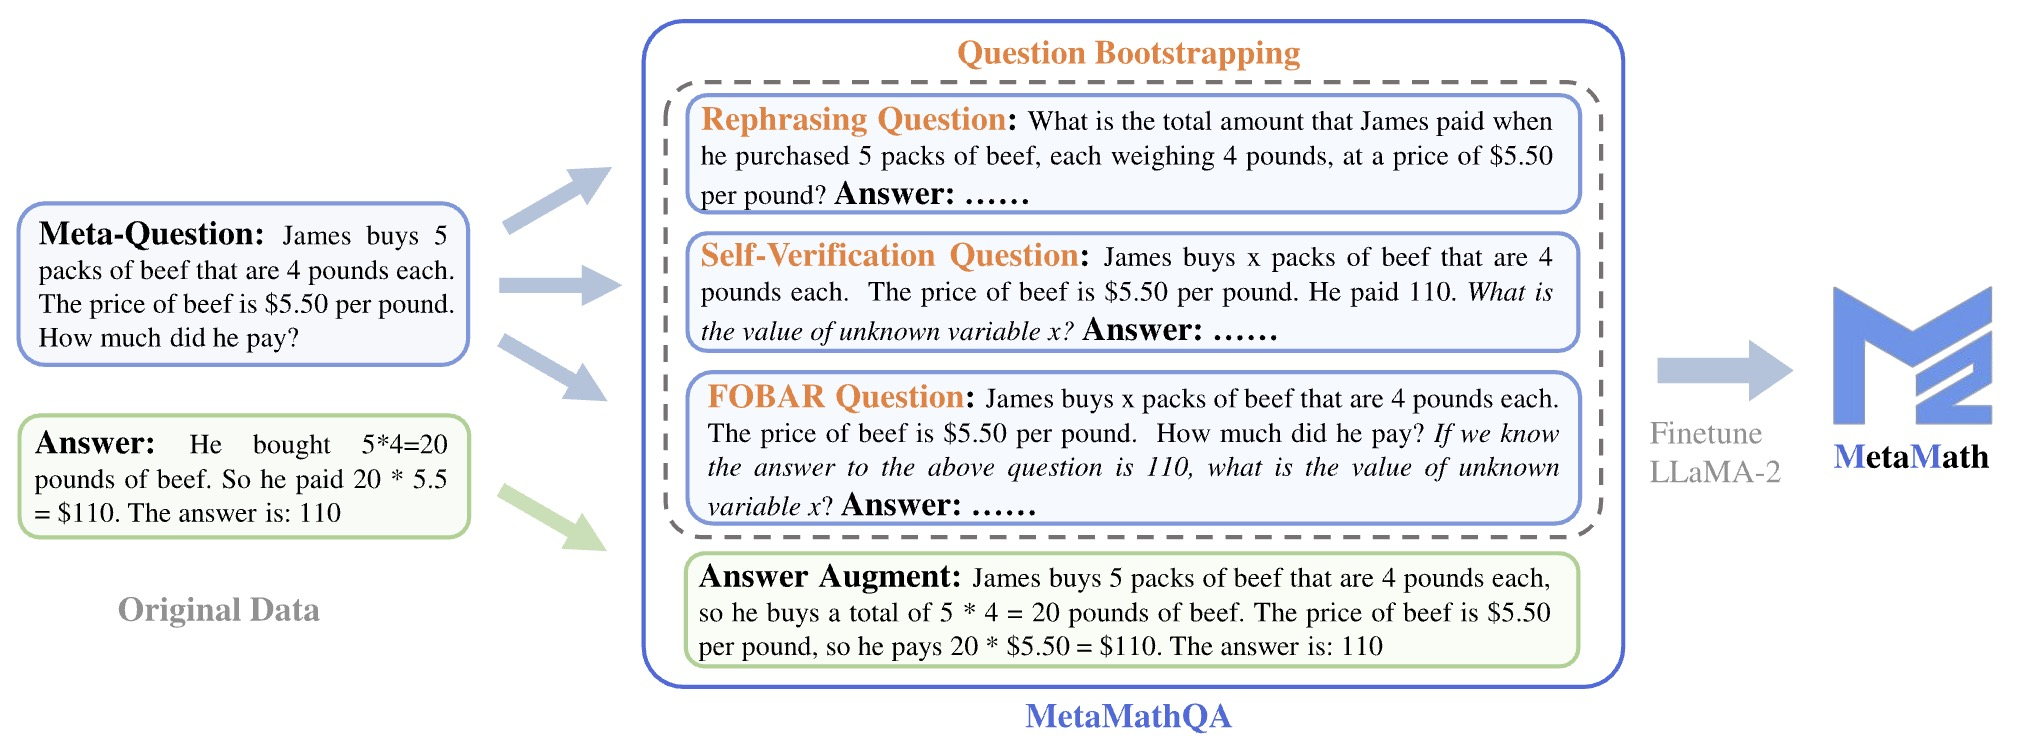 Meta-Question: James buys 5
packs of beef that are 4 pounds each.
The price of beef is $5.50 per pound.
How much did he pay?
Answer: He bought 5*4=20
pounds of beef. So he paid 20 * 5.5
= $110. The answer is: 110
Original Data
Question Bootstrapping
Rephrasing Question: What is the total amount that James paid when
he purchased 5 packs of beef, each weighing 4 pounds, at a price of $5.50
per pound? Answer: ......
Self-Verification Question: James buys x packs of beef that are 4
pounds each. The price of beef is $5.50 per pound. He paid 110. What is
the value of unknown variable x? Answer: ......
FOBAR Question: James buys x packs of beef that are 4 pounds each.
The price of beef is $5.50 per pound. How much did he pay? If we know
the answer to the above question is 110, what is the value of unknown
variable x? Answer: ......
Answer Augment: James buys 5 packs of beef that are 4 pounds each,
so he buys a total of 5 * 4 = 20 pounds of beef. The price of beef is $5.50
per pound, so he pays 20 * $5.50 = $110. The answer is: 110
MetaMathQA
Finetune
LLaMA-2
MetaMath